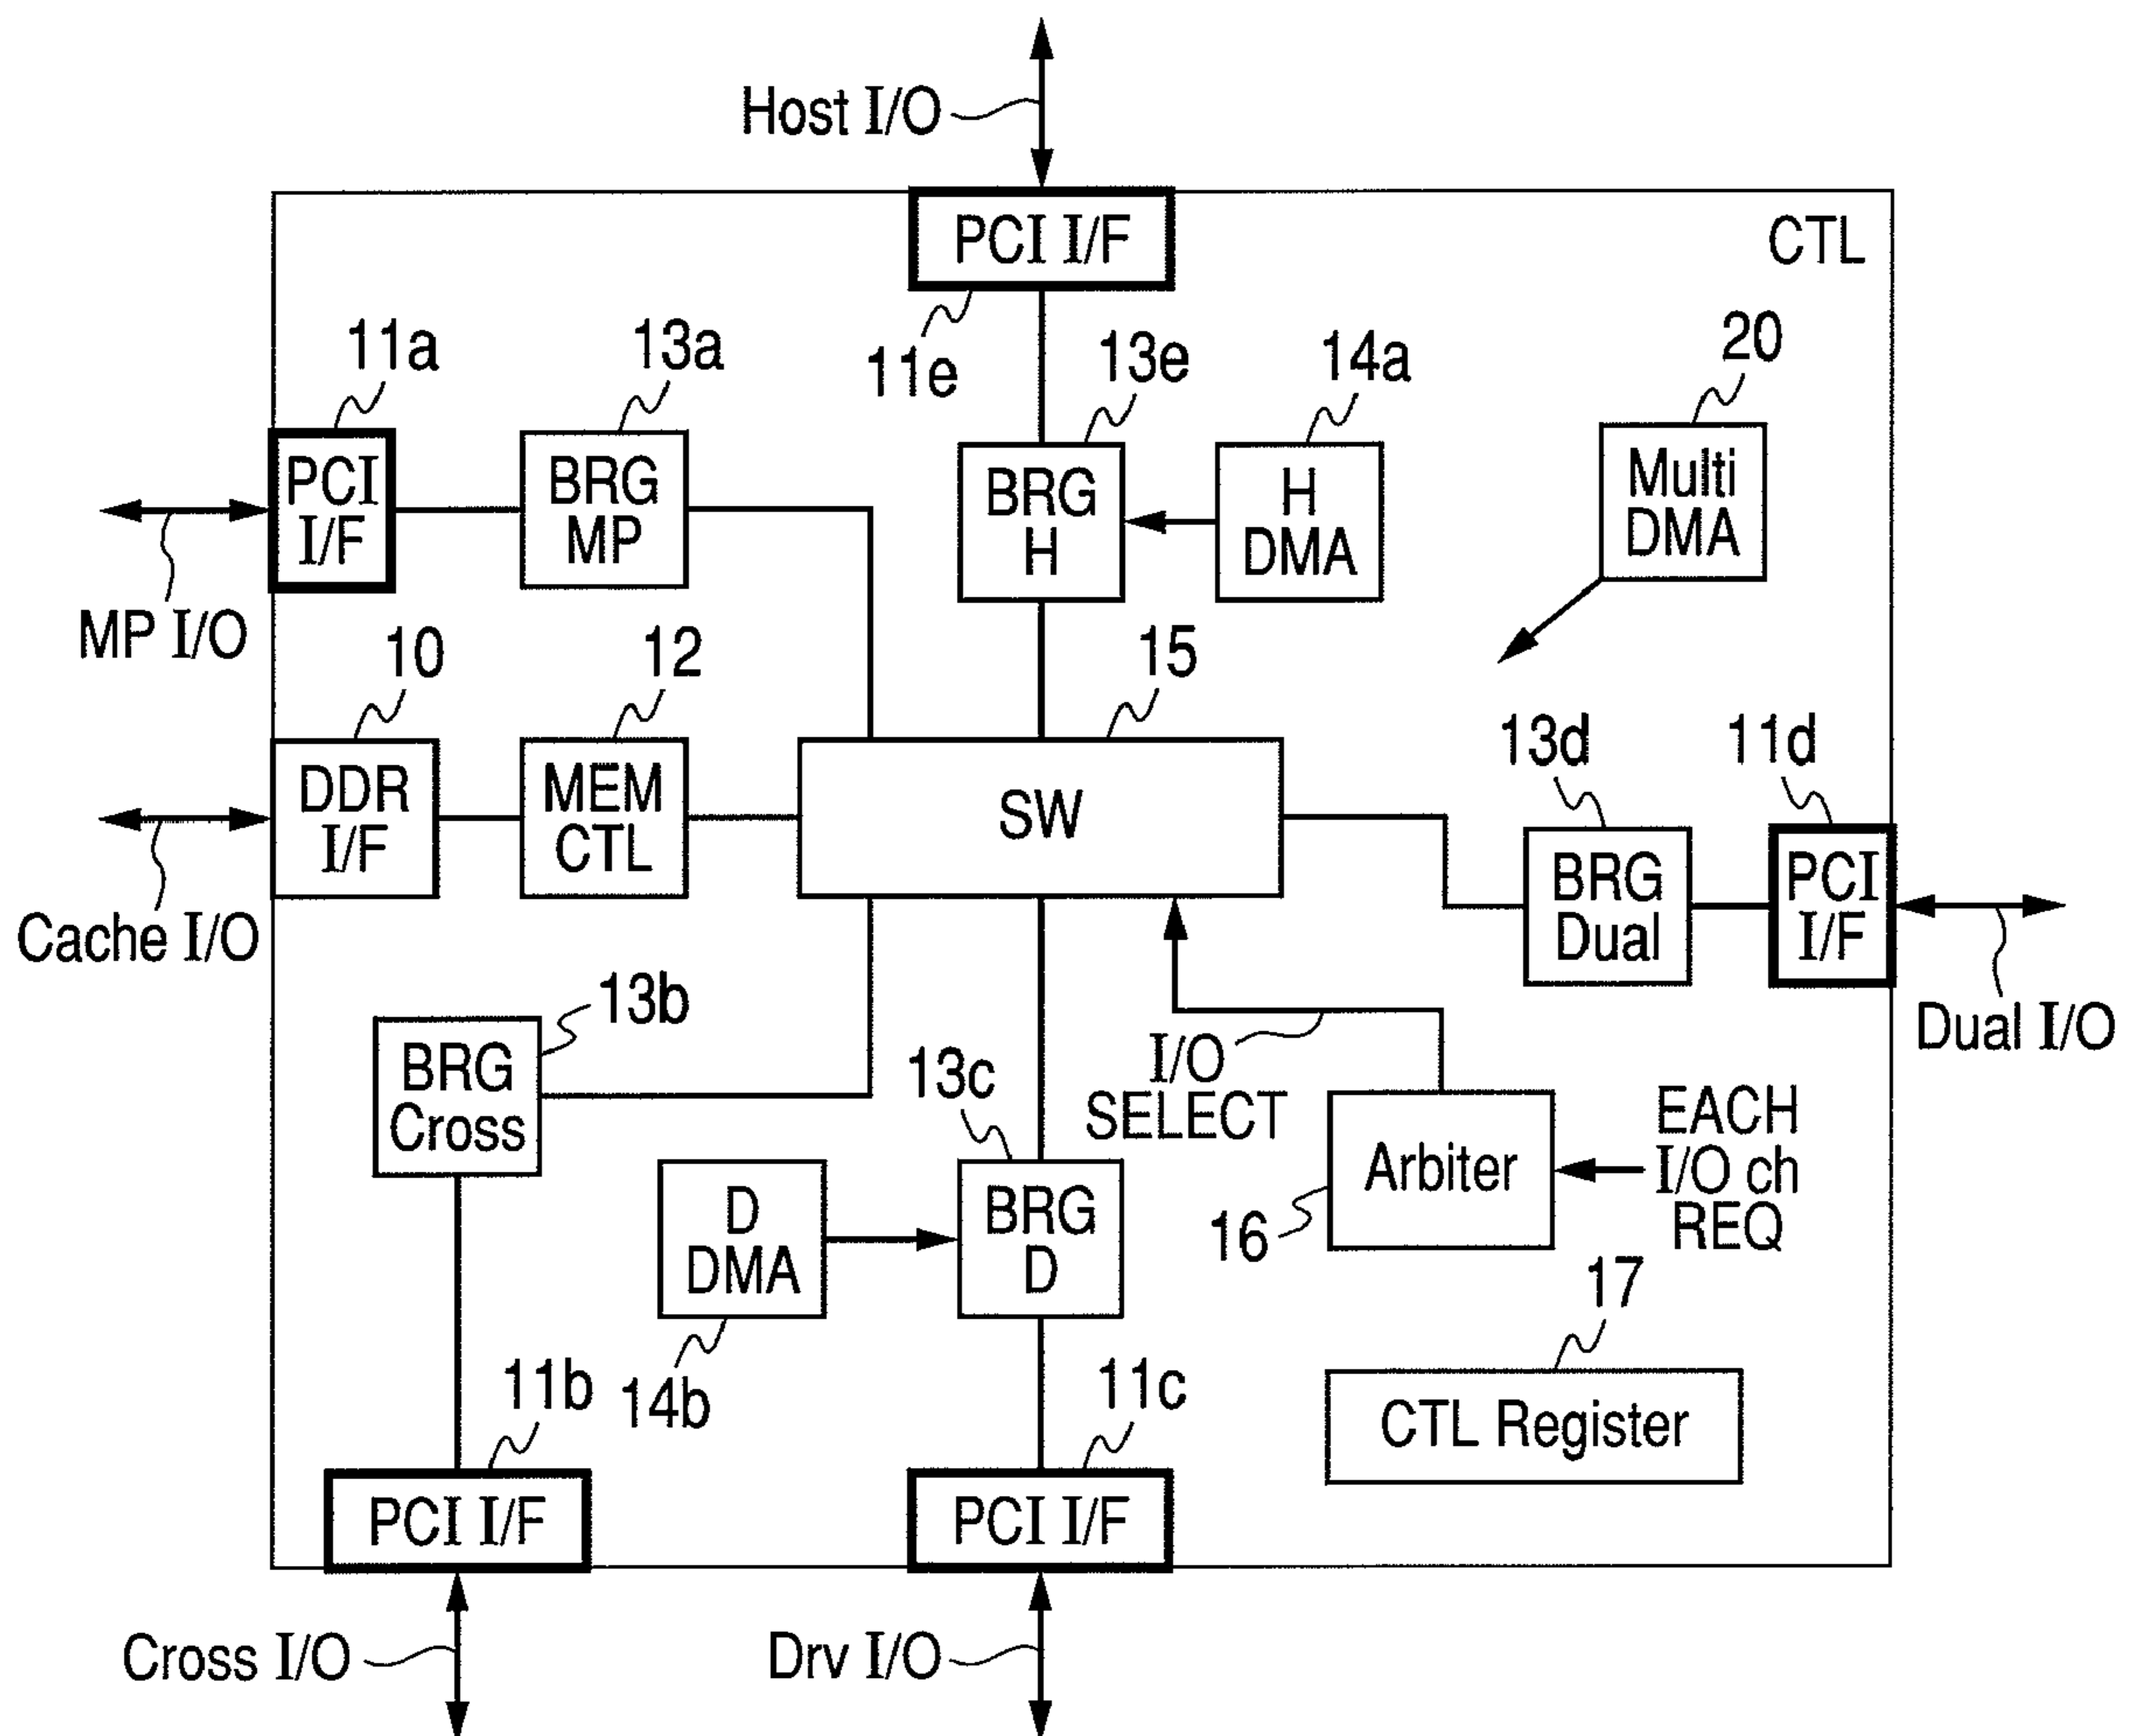 Host I/O
PCI I/F
CTL
11e
11a
13a
13e
14a
20
PCI
I/F
BRG
MP
BRG
H
H
DMA
Multi
DMA
MP I/O
10
12
15
13d
11d
DDR
I/F
MEM
CTL
SW
BRG
Dual
PCI
I/F
Cache I/O
Dual I/O
13b
BRG
Cross
13c
I/O
SELECT
Arbiter
EACH
I/O ch
REQ
16
D
DMA
BRG
D
14b
17
CTL Register
11b
11c
PCI I/F
PCI I/F
Cross I/O
Drv I/O